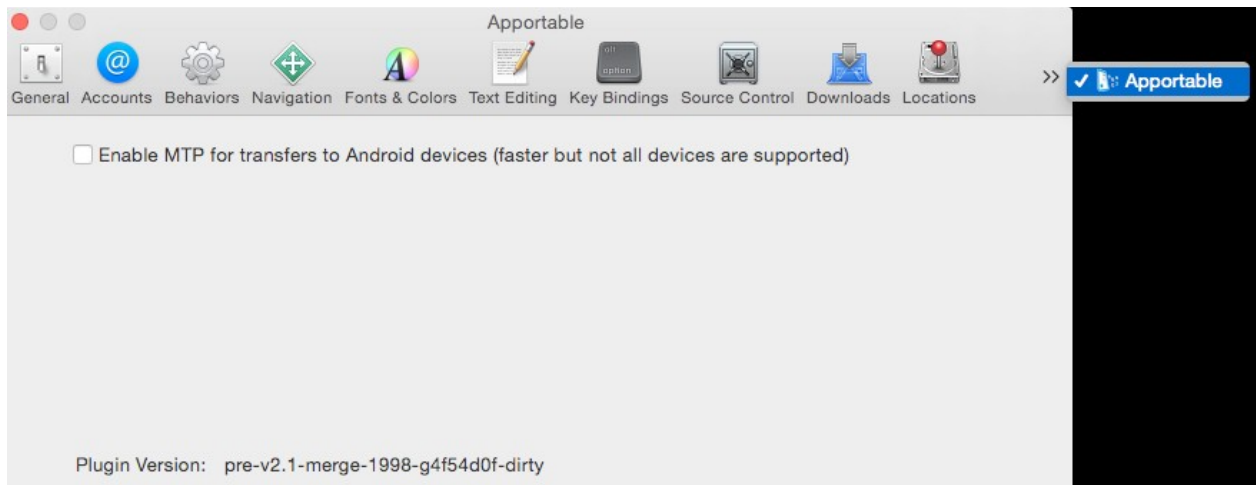 Apportable
General Accounts Behaviors Navigation Fonts & Colors Text Editing Key Bindings Source Control Downloads Locations
>> ✓ Apportable
Enable MTP for transfers to Android devices (faster but not all devices are supported)
Plugin Version: pre-v2.1-merge-1998-g4f54d0f-dirty